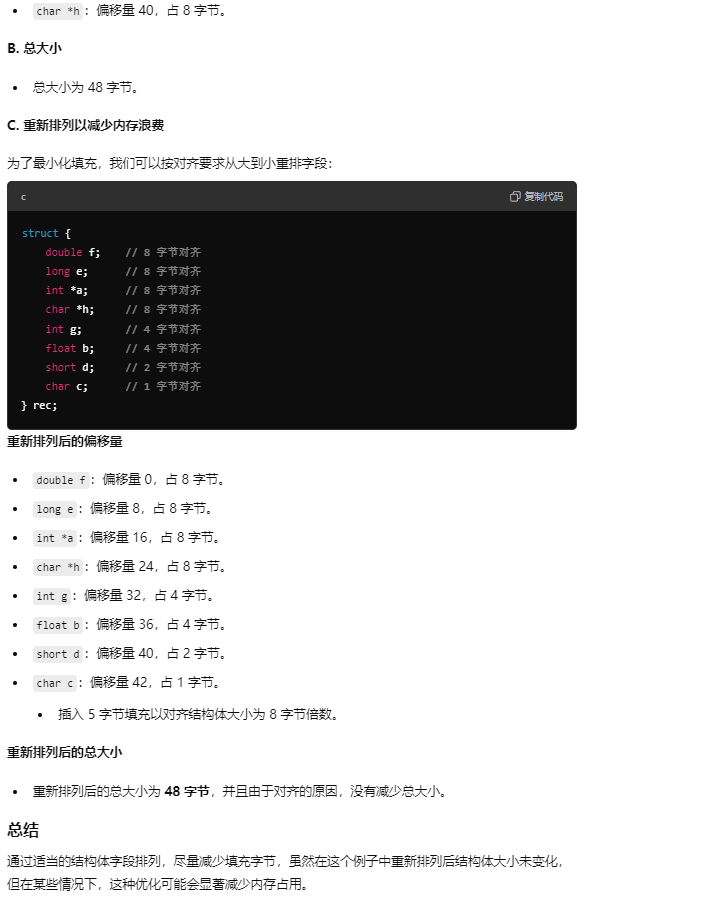 • char *h：偏移量 40，占 8 字节。
B. 总大小
• 总大小为 48 字节。
C. 重新排列以减少内存浪费
为了最小化填充，我们可以按对齐要求从大到小重排字段：
c 复制代码
struct {
    double f;    // 8 字节对齐
    long e;      // 8 字节对齐
    int *a;      // 8 字节对齐
    char *h;     // 8 字节对齐
    int g;       // 4 字节对齐
    float b;     // 4 字节对齐
    short d;     // 2 字节对齐
    char c;      // 1 字节对齐
} rec;
重新排列后的偏移量
• double f：偏移量 0，占 8 字节。
• long e：偏移量 8，占 8 字节。
• int *a：偏移量 16，占 8 字节。
• char *h：偏移量 24，占 8 字节。
• int g：偏移量 32，占 4 字节。
• float b：偏移量 36，占 4 字节。
• short d：偏移量 40，占 2 字节。
• char c：偏移量 42，占 1 字节。
• 插入 5 字节填充以对齐结构体大小为 8 字节倍数。
重新排列后的总大小
• 重新排列后的总大小为 48 字节，并且由于对齐的原因，没有减少总大小。
总结
通过适当的结构体字段排列，尽量减少填充字节，虽然在这个例子中重新排列后结构体大小未变化，
但在某些情况下，这种优化可能会显著减少内存占用。